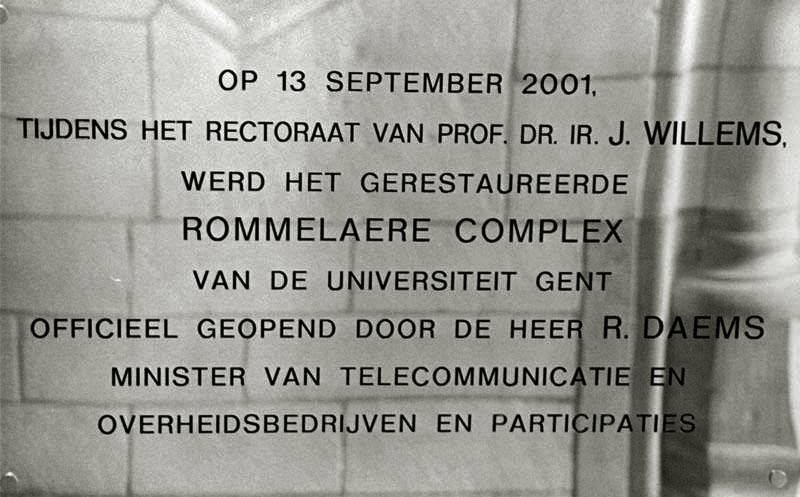 OP 13 SEPTEMBER 2001,
TIJDENS HET RECTORAAT VAN PROF. DR. IR. J. WILLEMS,
WERD HET GERESTAUREERDE
ROMMELAERE COMPLEX
VAN DE UNIVERSITEIT GENT
OFFICIEEL GEOPEND DOOR DE HEER R. DAEMS
MINISTER VAN TELECOMMUNICATIE EN
OVERHEIDSBEDRIJVEN EN PARTICIPATIES